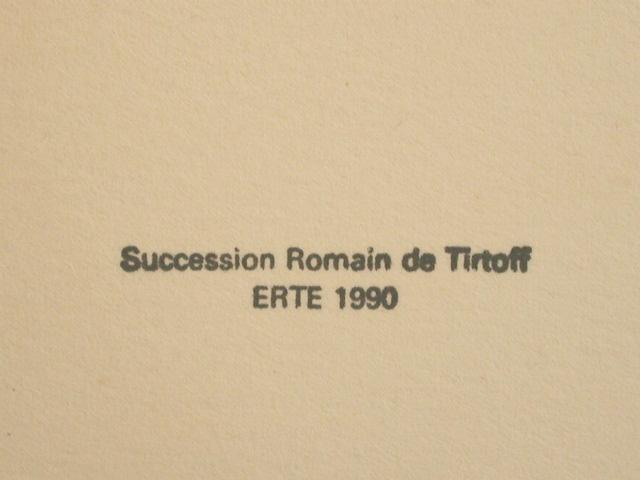 Succession Romain de Tirtoff
ERTE 1990